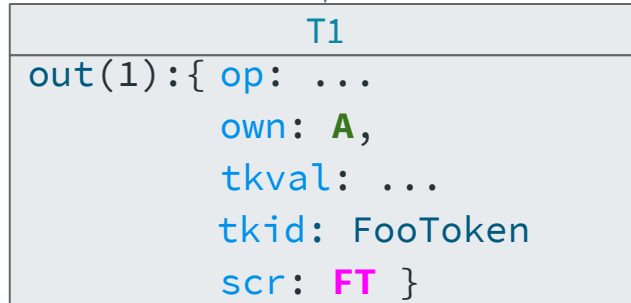 T1
out(1):{ op: ...
own: A,
tkval: ...
tkid: FooToken
scr: FT }